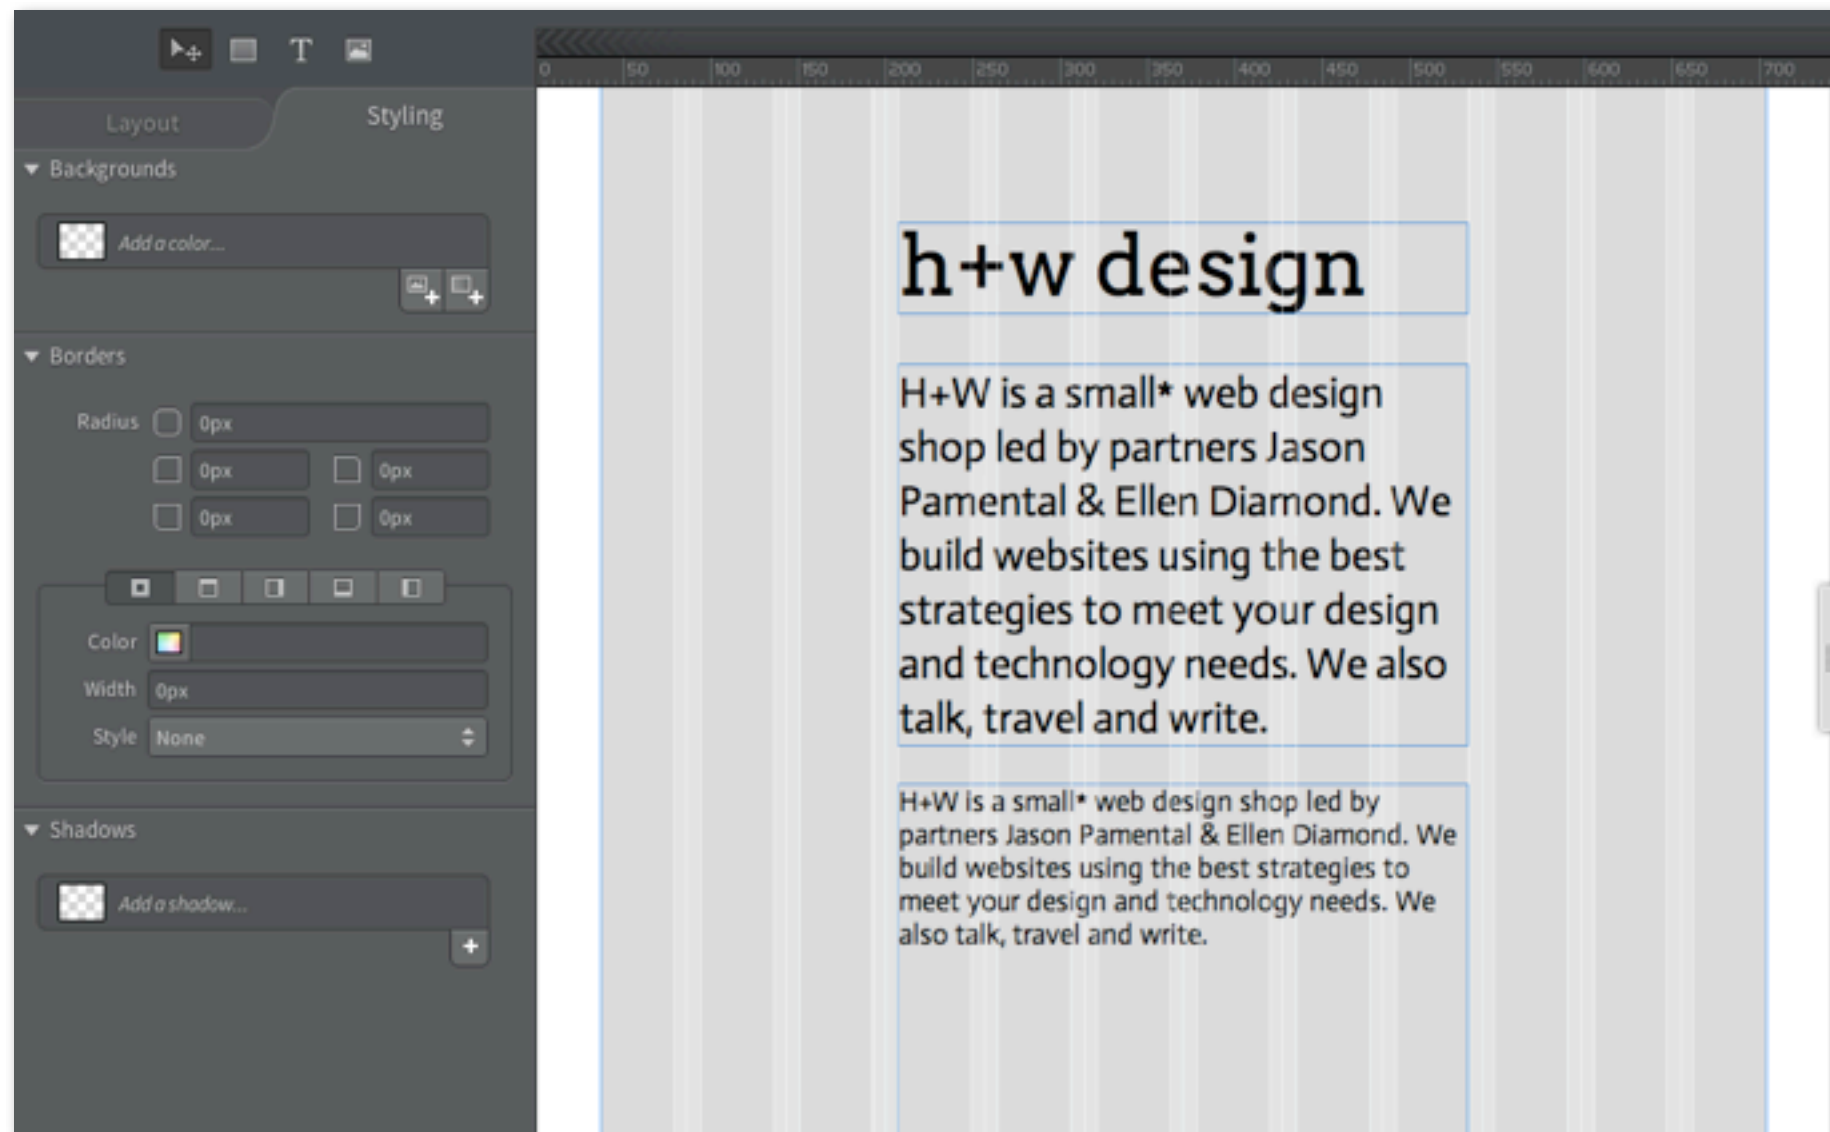 T
0 50 100 150 200 250 300 350 400 450 500 550 600 650 700
Layout
Styling
Backgrounds
Add a color...
Borders
Radius 0px
0px 0px
0px 0px
Color
Width 0px
Style None
Shadows
Add a shadow...
h+w design
H+W is a small* web design
shop led by partners Jason
Pamental & Ellen Diamond. We
build websites using the best
strategies to meet your design
and technology needs. We also
talk, travel and write.
H+W is a small* web design shop led by
partners Jason Pamental & Ellen Diamond. We
build websites using the best strategies to
meet your design and technology needs. We
also talk, travel and write.